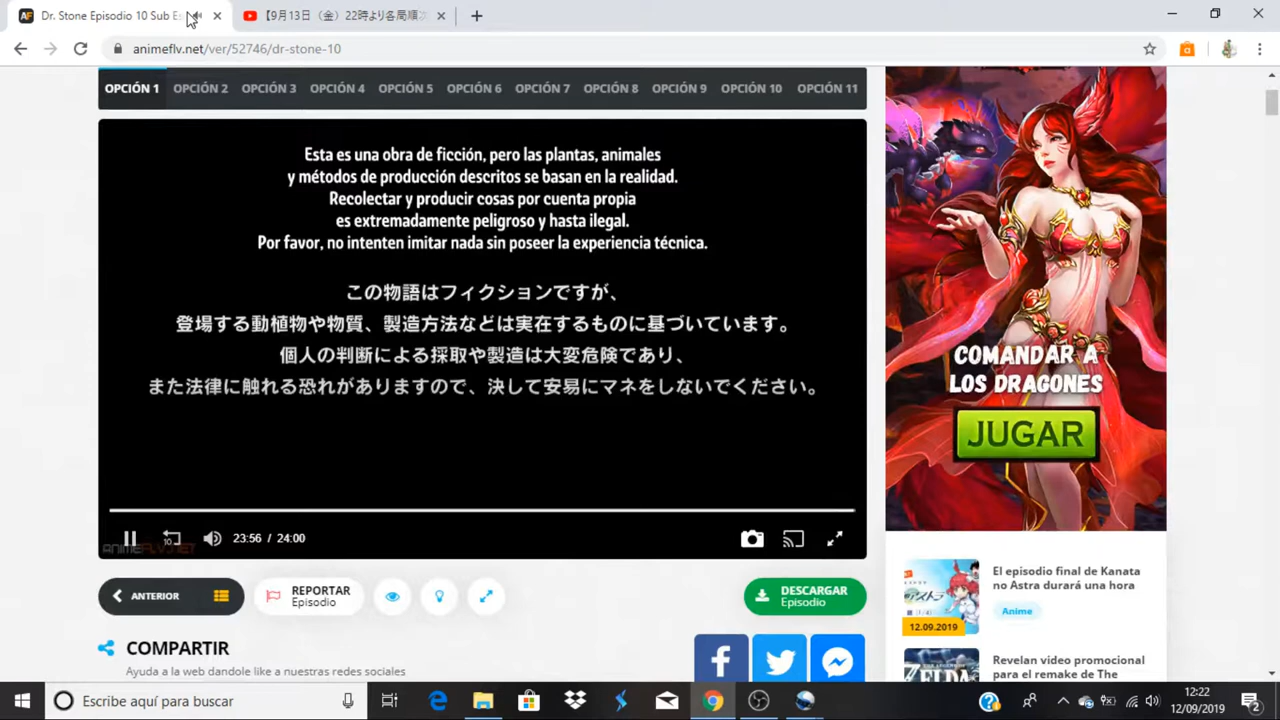 Dr. Stone Episodio 10 Sub Es
【9月13日（金）22時より各局順次
animeflv.net/ver/52746/dr-stone-10
OPCIÓN 1 OPCIÓN 2 OPCIÓN 3 OPCIÓN 4 OPCIÓN 5 OPCIÓN 6 OPCIÓN 7 OPCIÓN 8 OPCIÓN 9 OPCIÓN 10 OPCIÓN 11
Esta es una obra de ficción, pero las plantas, animales
y métodos de producción descritos se basan en la realidad.
Recolectar y producir cosas por cuenta propia
es extremadamente peligroso y hasta ilegal.
Por favor, no intenten imitar nada sin poseer la experiencia técnica.
この物語はフィクションですが、
登場する動植物や物質、製造方法などは実在するものに基づいています。
個人の判断による採取や製造は大変危険であり、
また法律に触れる恐れがありますので、決して安易にマネをしないでください。
10
23:56 / 24:00
ANIMEFLV.NET
COMANDAR A
LOS DRAGONES
JUGAR
ANTERIOR
REPORTAR
Episodio
DESCARGAR
Episodio
COMPARTIR
Ayuda a la web dandole like a nuestras redes sociales
El episodio final de Kanata
no Astra durará una hora
Anime
12.09.2019
Revelan video promocional
para el remake de The
ZELDA
Escribe aquí para buscar
12:22
12/09/2019
2